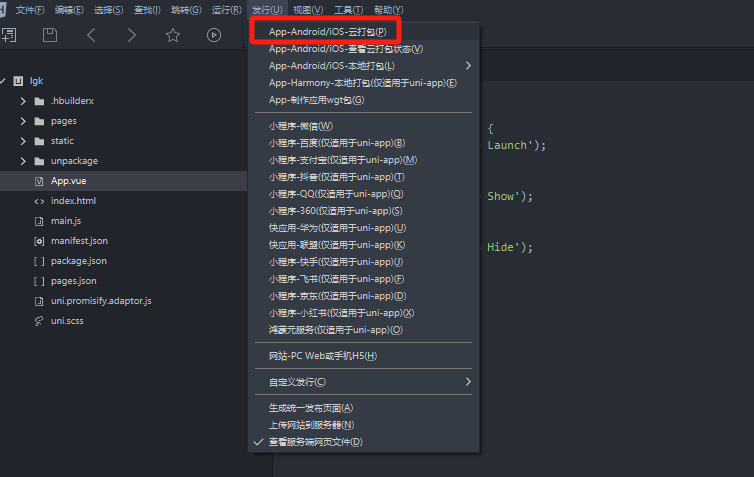 文件(F) 编辑(E) 选择(S) 查找(I) 跳转(G) 运行(R) 发行(U) 视图(V) 工具(T) 帮助(Y)
lgk
.hbuilderx
pages
static
unpackage
App.vue
index.html
main.js
manifest.json
package.json
pages.json
uni.promisify.adaptor.js
uni.scss
App-Android/iOS-云打包(P)
App-Android/iOS-查看云打包状态(V)
App-Android/iOS-本地打包(L)
App-Harmony-本地打包(仅适用于uni-app)(E)
App-制作应用wgt包(G)
小程序-微信(W)
小程序-百度(仅适用于uni-app)(B)
小程序-支付宝(仅适用于uni-app)(M)
小程序-抖音(仅适用于uni-app)(T)
小程序-QQ(仅适用于uni-app)(Q)
小程序-360(仅适用于uni-app)(S)
快应用-华为(仅适用于uni-app)(U)
快应用-联盟(仅适用于uni-app)(K)
小程序-快手(仅适用于uni-app)(J)
小程序-飞书(仅适用于uni-app)(F)
小程序-京东(仅适用于uni-app)(D)
小程序-小红书(仅适用于uni-app)(X)
鸿蒙元服务(仅适用于uni-app)(O)
网站-PC Web或手机H5(H)
自定义发行(C)
生成统一发布页面(A)
上传网站到服务器(N)
查看服务端网页文件(D)
{
Launch');
Show');
Hide');